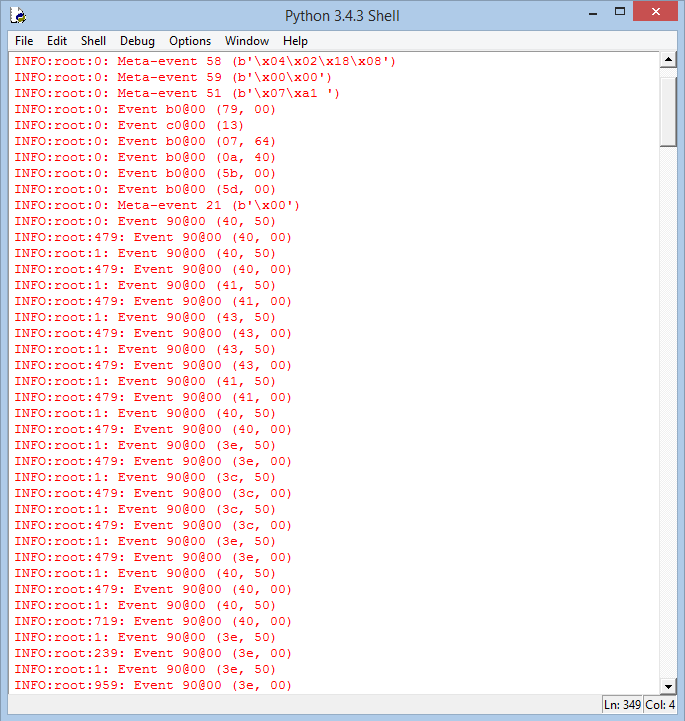 Python 3.4.3 Shell
File Edit Shell Debug Options Window Help
INFO:root:0: Meta-event 58 (b'\x04\x02\x18\x08')
INFO:root:0: Meta-event 59 (b'\x00\x00')
INFO:root:0: Meta-event 51 (b'\x07\xa1 ')
INFO:root:0: Event b0@00 (79, 00)
INFO:root:0: Event c0@00 (13)
INFO:root:0: Event b0@00 (07, 64)
INFO:root:0: Event b0@00 (0a, 40)
INFO:root:0: Event b0@00 (5b, 00)
INFO:root:0: Event b0@00 (5d, 00)
INFO:root:0: Meta-event 21 (b'\x00')
INFO:root:0: Event 90@00 (40, 50)
INFO:root:479: Event 90@00 (40, 00)
INFO:root:1: Event 90@00 (40, 50)
INFO:root:479: Event 90@00 (40, 00)
INFO:root:1: Event 90@00 (41, 50)
INFO:root:479: Event 90@00 (41, 00)
INFO:root:1: Event 90@00 (43, 50)
INFO:root:479: Event 90@00 (43, 00)
INFO:root:1: Event 90@00 (43, 50)
INFO:root:479: Event 90@00 (43, 00)
INFO:root:1: Event 90@00 (41, 50)
INFO:root:479: Event 90@00 (41, 00)
INFO:root:1: Event 90@00 (40, 50)
INFO:root:479: Event 90@00 (40, 00)
INFO:root:1: Event 90@00 (3e, 50)
INFO:root:479: Event 90@00 (3e, 00)
INFO:root:1: Event 90@00 (3c, 50)
INFO:root:479: Event 90@00 (3c, 00)
INFO:root:1: Event 90@00 (3c, 50)
INFO:root:479: Event 90@00 (3c, 00)
INFO:root:1: Event 90@00 (3e, 50)
INFO:root:479: Event 90@00 (3e, 00)
INFO:root:1: Event 90@00 (40, 50)
INFO:root:479: Event 90@00 (40, 00)
INFO:root:1: Event 90@00 (40, 50)
INFO:root:719: Event 90@00 (40, 00)
INFO:root:1: Event 90@00 (3e, 50)
INFO:root:239: Event 90@00 (3e, 00)
INFO:root:1: Event 90@00 (3e, 50)
INFO:root:959: Event 90@00 (3e, 00)
Ln: 349 Col: 4